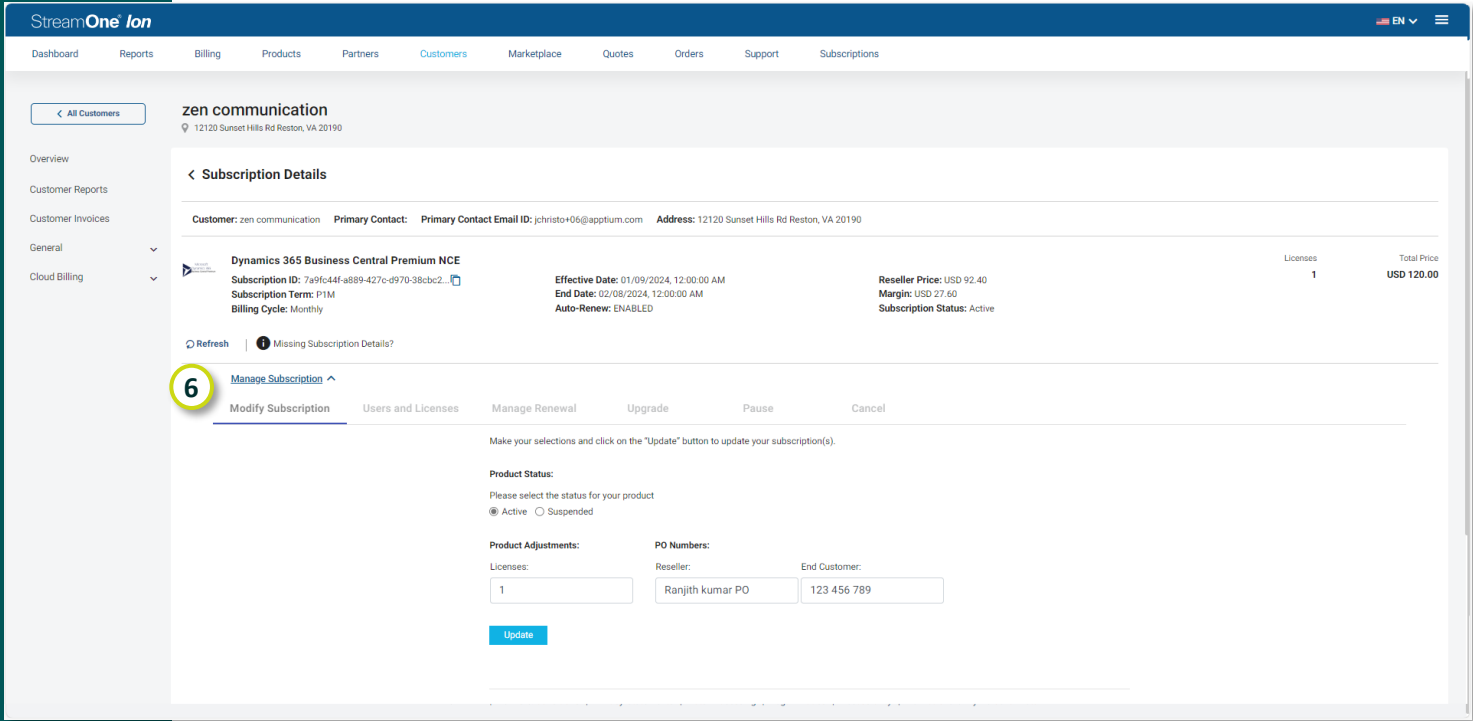 StreamOne® Ion
EN
Dashboard Reports Billing Products Partners Customers Marketplace Quotes Orders Support Subscriptions
All Customers
zen communication
12120 Sunset Hills Rd Reston, VA 20190
Overview
Customer Reports
Customer Invoices
General
Cloud Billing
Subscription Details
Customer: zen communication Primary Contact: Primary Contact Email ID: jchristo+06@apptium.com Address: 12120 Sunset Hills Rd Reston, VA 20190
Dynamics 365 Business Central Premium NCE
Licenses Total Price
1 USD 120.00
Subscription ID: 7a9fc44f-a889-427c-d970-38cbc2... Effective Date: 01/09/2024, 12:00:00 AM Reseller Price: USD 92.40
Subscription Term: P1M End Date: 02/08/2024, 12:00:00 AM Margin: USD 27.60
Billing Cycle: Monthly Auto-Renew: ENABLED Subscription Status: Active
Refresh | Missing Subscription Details?
6
Manage Subscription
Modify Subscription Users and Licenses Manage Renewal Upgrade Pause Cancel
Make your selections and click on the "Update" button to update your subscription(s).
Product Status:
Please select the status for your product
Active Suspended
Product Adjustments: PO Numbers:
Licenses: Reseller: End Customer:
1 Ranjith kumar PO 123 456 789
Update